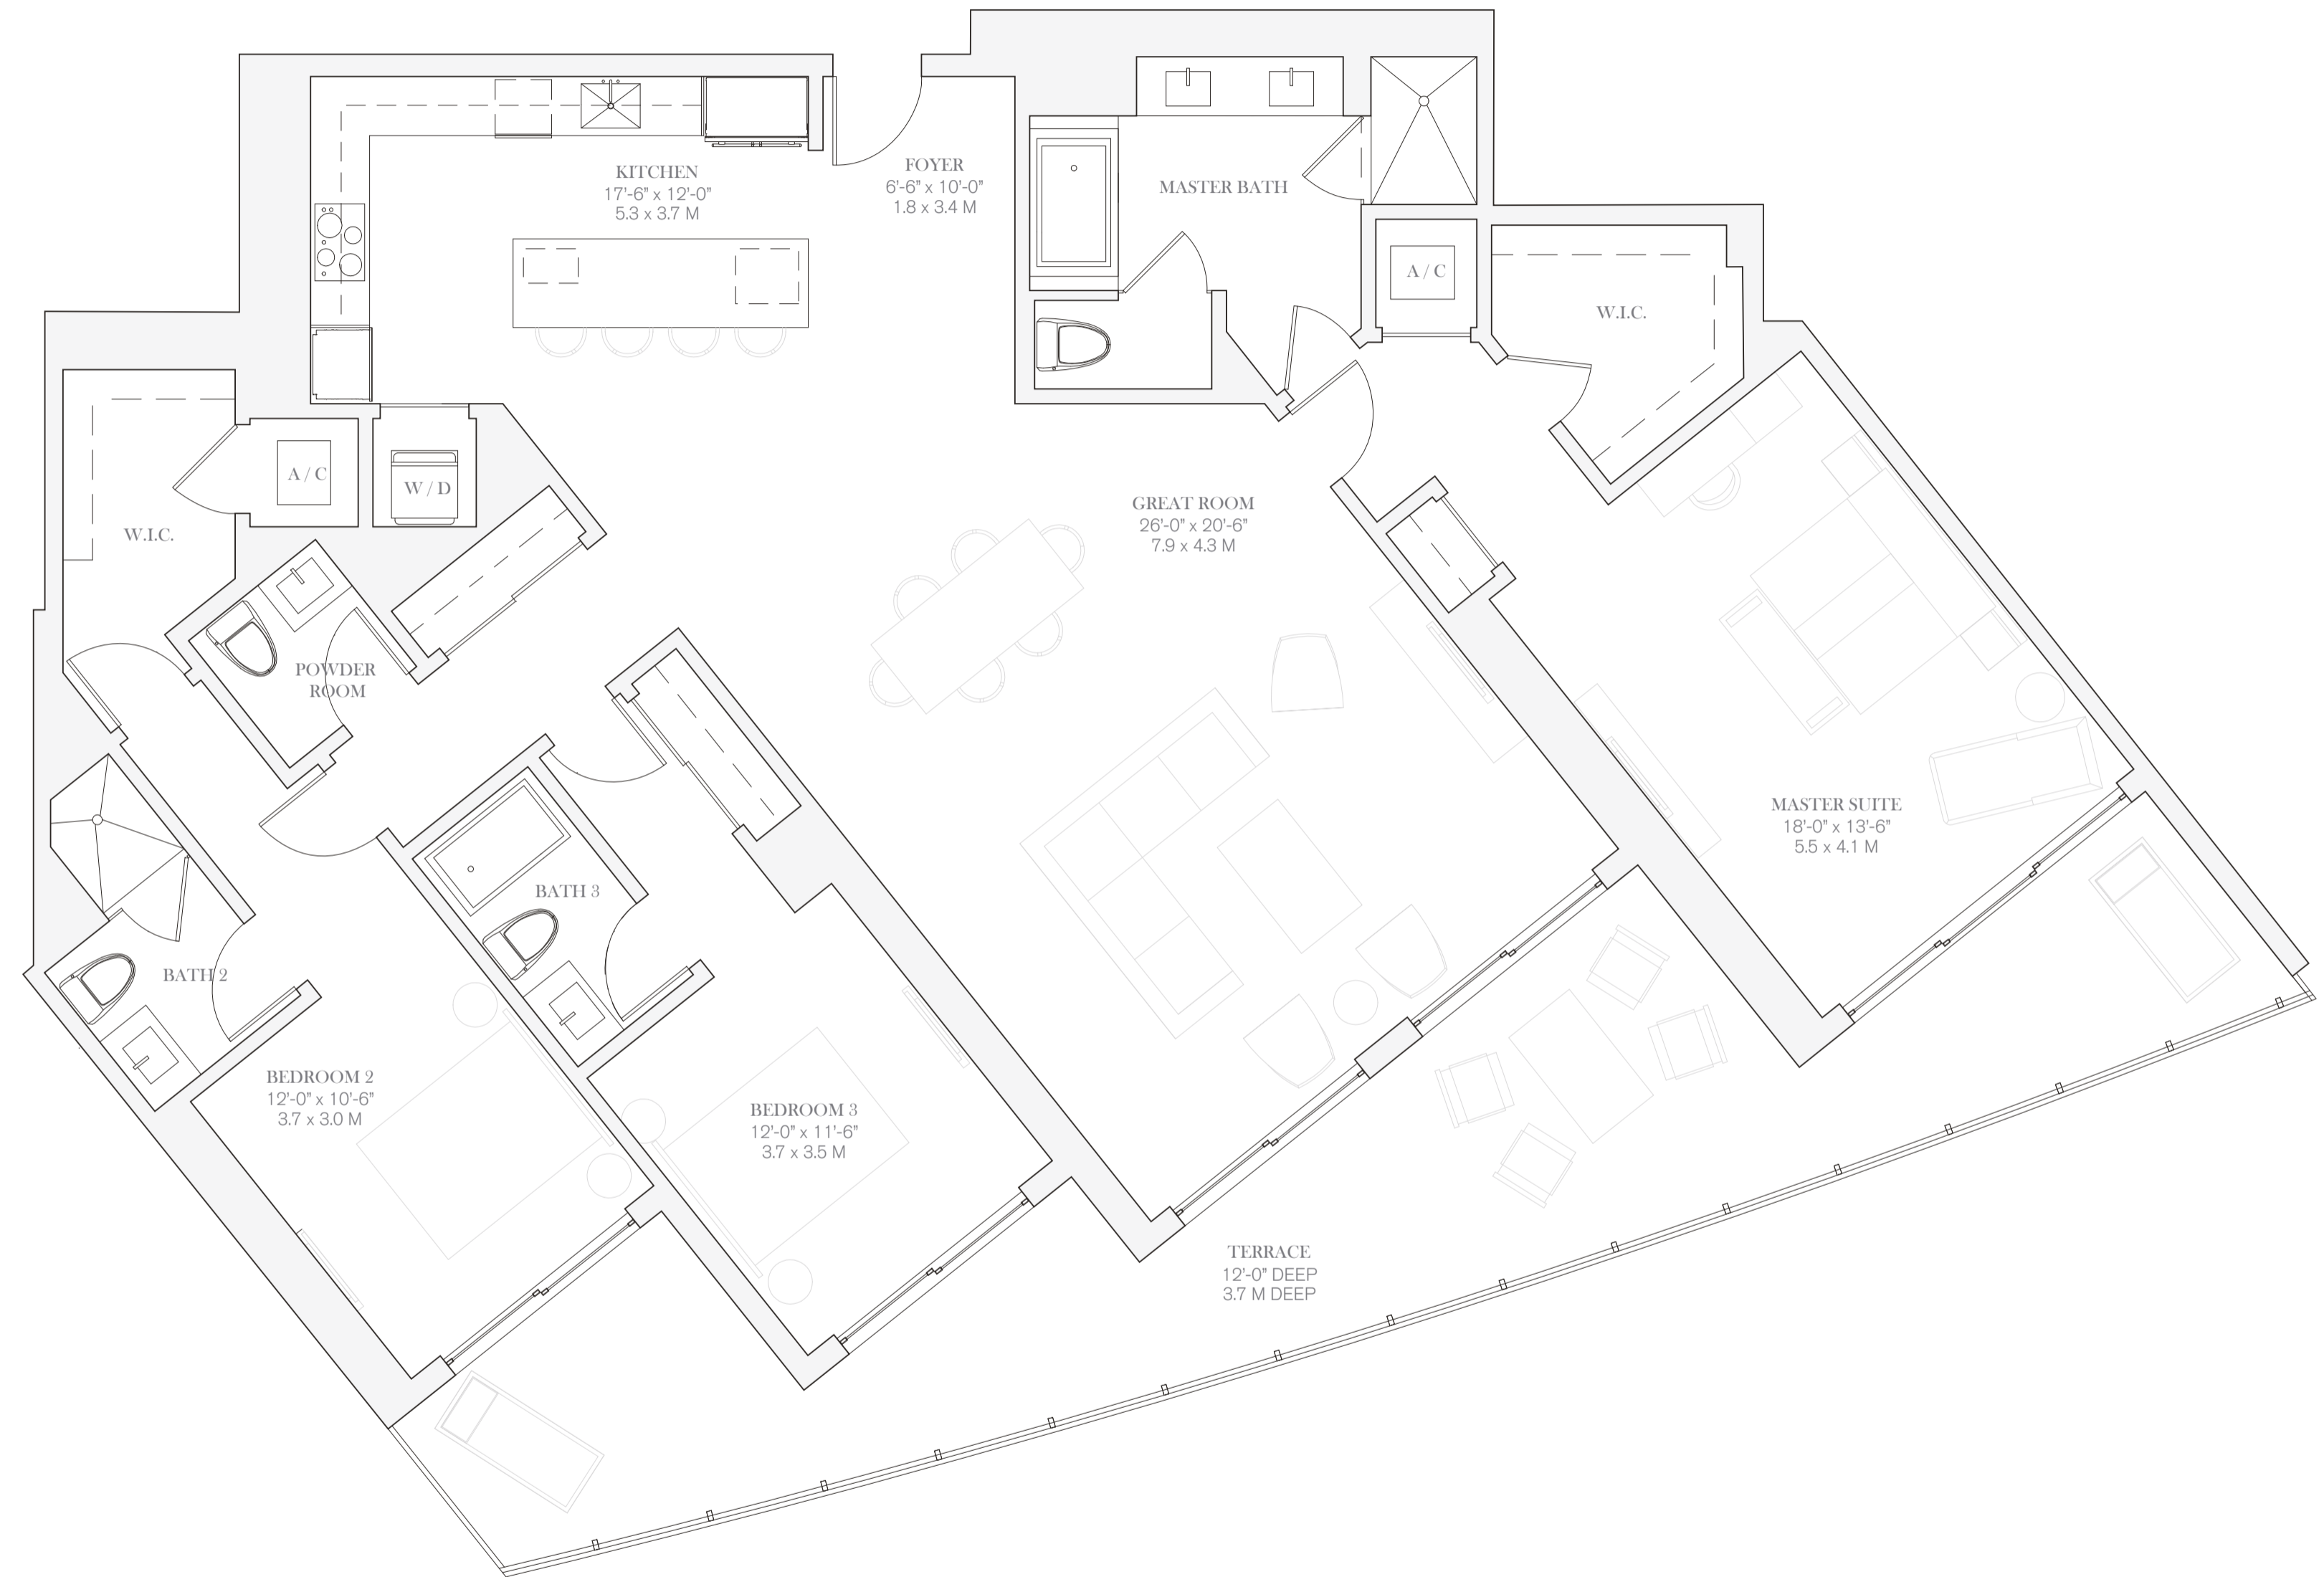 KITCHEN
17'-6" x 12'-0"
5.3 x 3.7 M
FOYER
6'-6" x 10'-0"
1.8 x 3.4 M
MASTER BATH
A / C
W.I.C.
A / C
W / D
W.I.C.
GREAT ROOM
26'-0" x 20'-6"
7.9 x 4.3 M
POWDER
ROOM
MASTER SUITE
18'-0" x 13'-6"
5.5 x 4.1 M
BATH 3
BATH 2
BEDROOM 2
12'-0" x 10'-6"
3.7 x 3.0 M
BEDROOM 3
12'-0" x 11'-6"
3.7 x 3.5 M
TERRACE
12'-0" DEEP
3.7 M DEEP